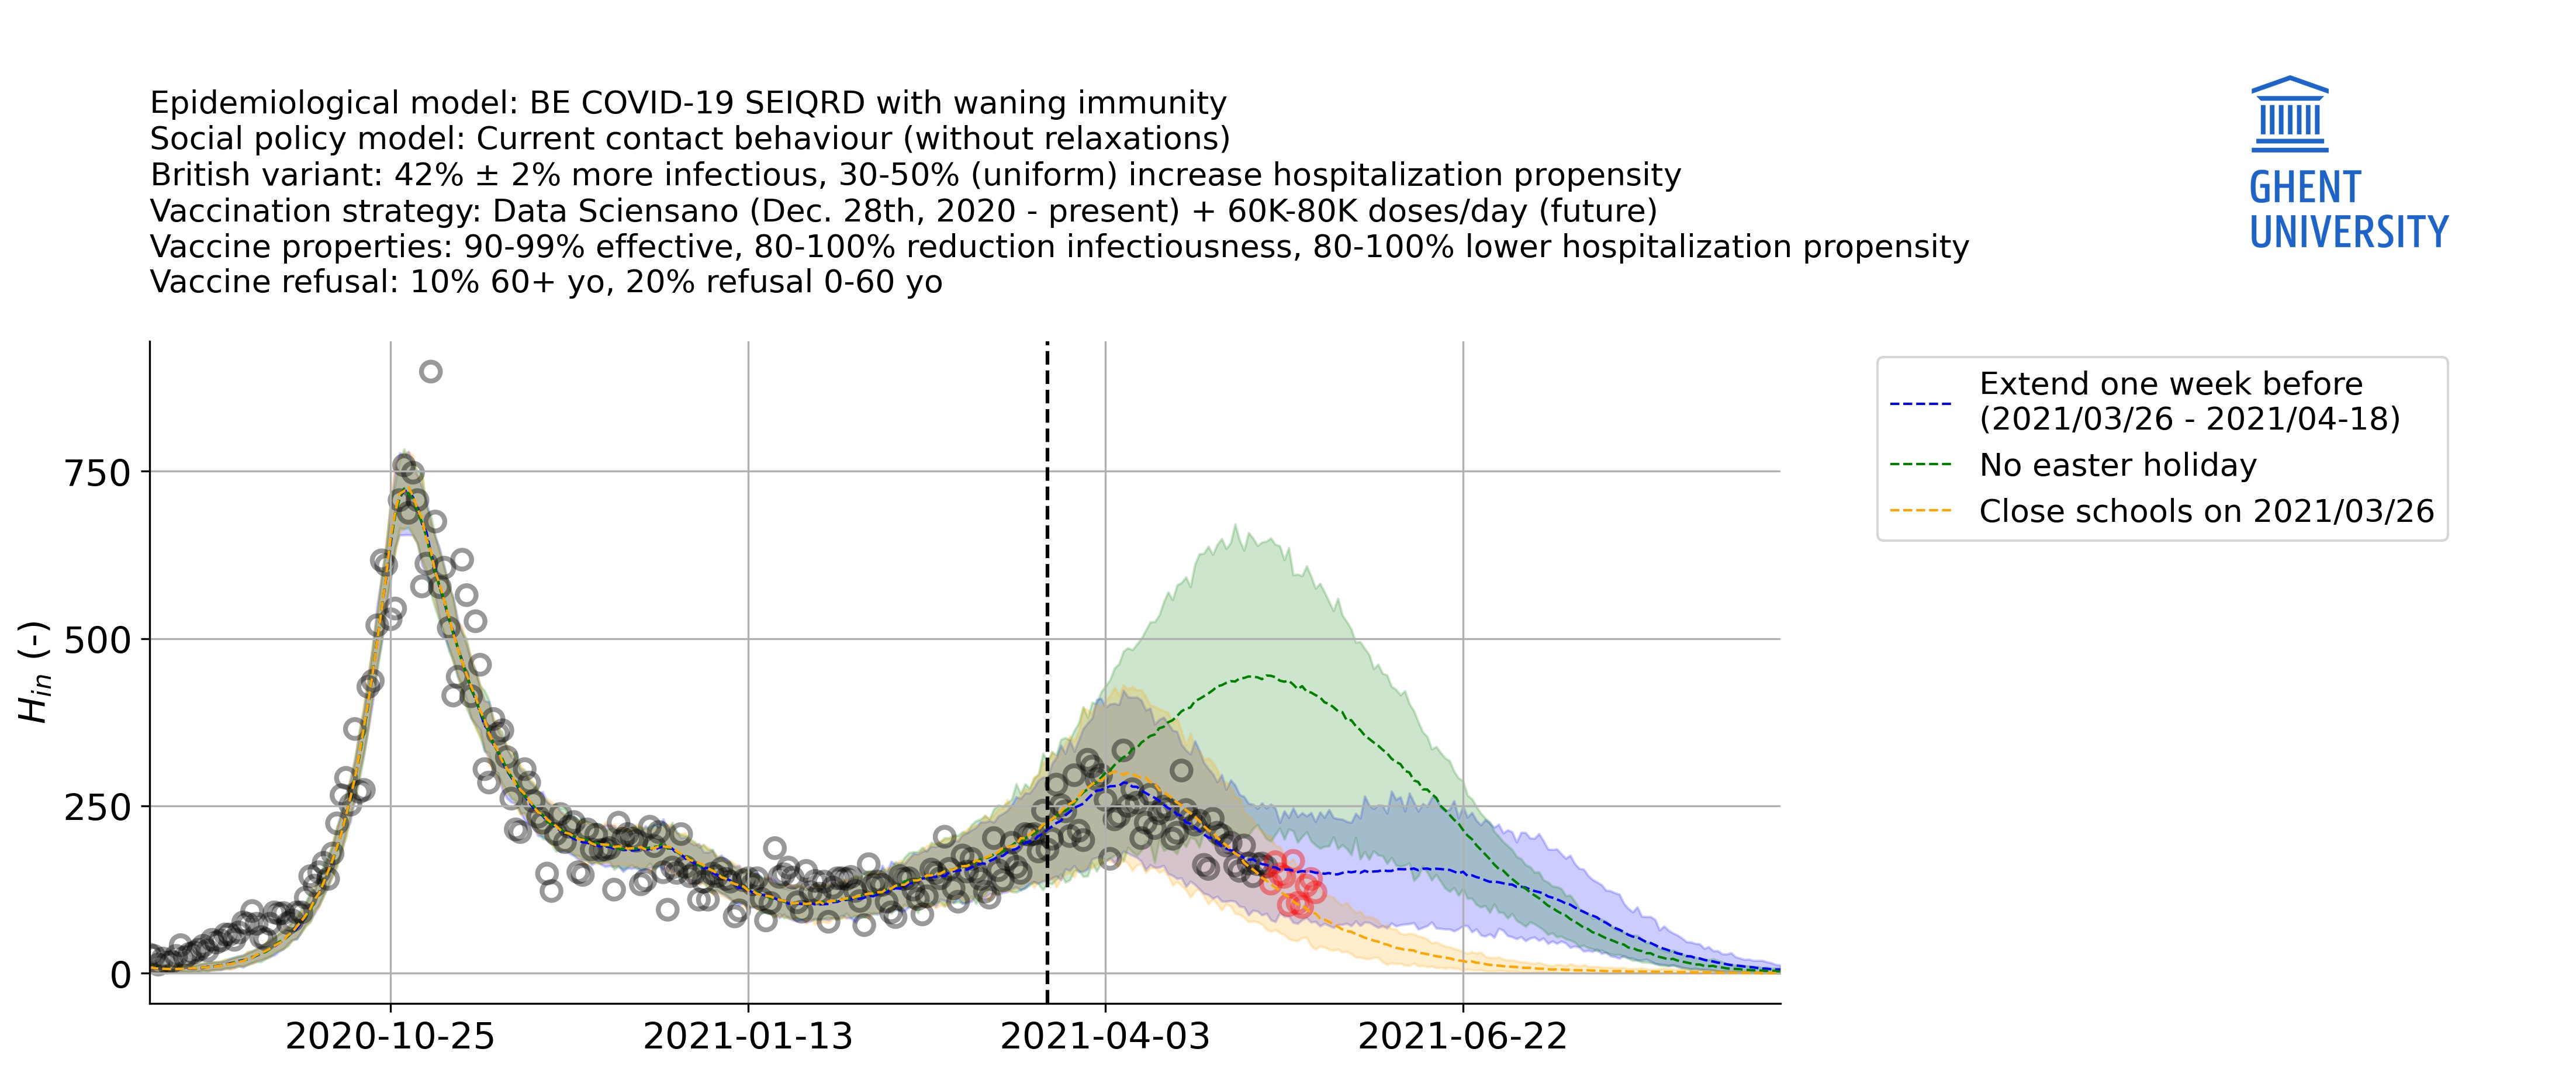 Epidemiological model: BE COVID-19 SEIQRD with waning immunity
Social policy model: Current contact behaviour (without relaxations)
British variant: 42% ± 2% more infectious, 30-50% (uniform) increase hospitalization propensity
Vaccination strategy: Data Sciensano (Dec. 28th, 2020 - present) + 60K-80K doses/day (future)
Vaccine properties: 90-99% effective, 80-100% reduction infectiousness, 80-100% lower hospitalization propensity
Vaccine refusal: 10% 60+ yo, 20% refusal 0-60 yo
GHENT
UNIVERSITY
Extend one week before
(2021/03/26 - 2021/04-18)
No easter holiday
Close schools on 2021/03/26
H_in (-)
750
500
250
0
2020-10-25
2021-01-13
2021-04-03
2021-06-22